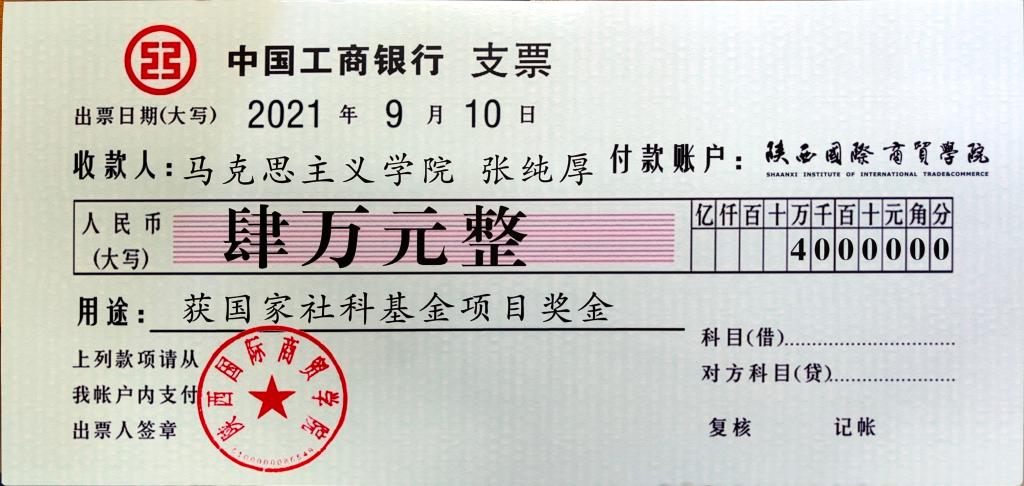 中国工商银行 支票
出票日期(大写) 2021 年 9 月 10 日
收款人:马克思主义学院 张纯厚 付款账户: 陕西國際商貿學院
SHAANXI INSTITUTE OF INTERNATIONAL TRADE&COMMERCE
人民币 肆万元整 亿仟百十万千百十元角分
(大写) 4000000
用途: 获国家社科基金项目奖金
科目(借)
上列款项请从
对方科目(贷)
我帐户内支付
出票人签章 复核 记帐
陕西国际商贸学院